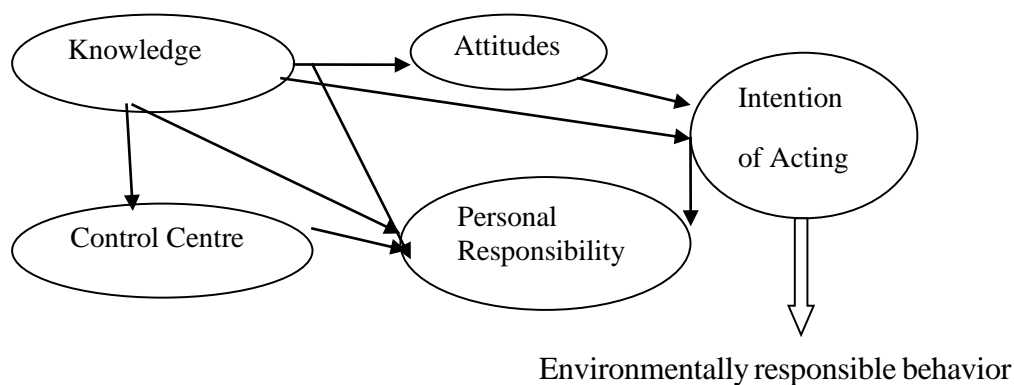 Knowledge
Attitudes
Intention
of Acting
Control Centre
Personal
Responsibility
Environmentally responsible behavior